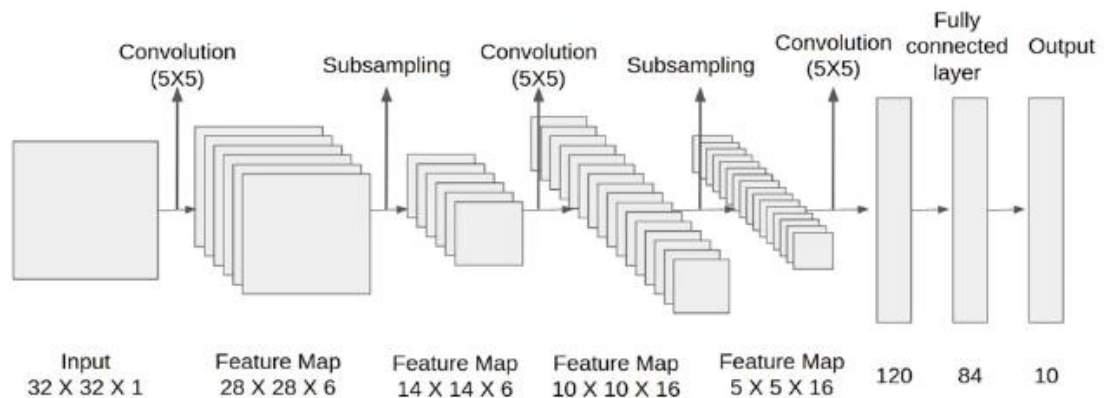 Convolution
(5X5)
Subsampling
Convolution
(5X5)
Subsampling
Convolution
(5X5)
Fully
connected
layer
Output
Input
32 X 32 X 1
Feature Map
28 X 28 X 6
Feature Map
14 X 14 X 6
Feature Map
10 X 10 X 16
Feature Map
5 X 5 X 16
120
84
10